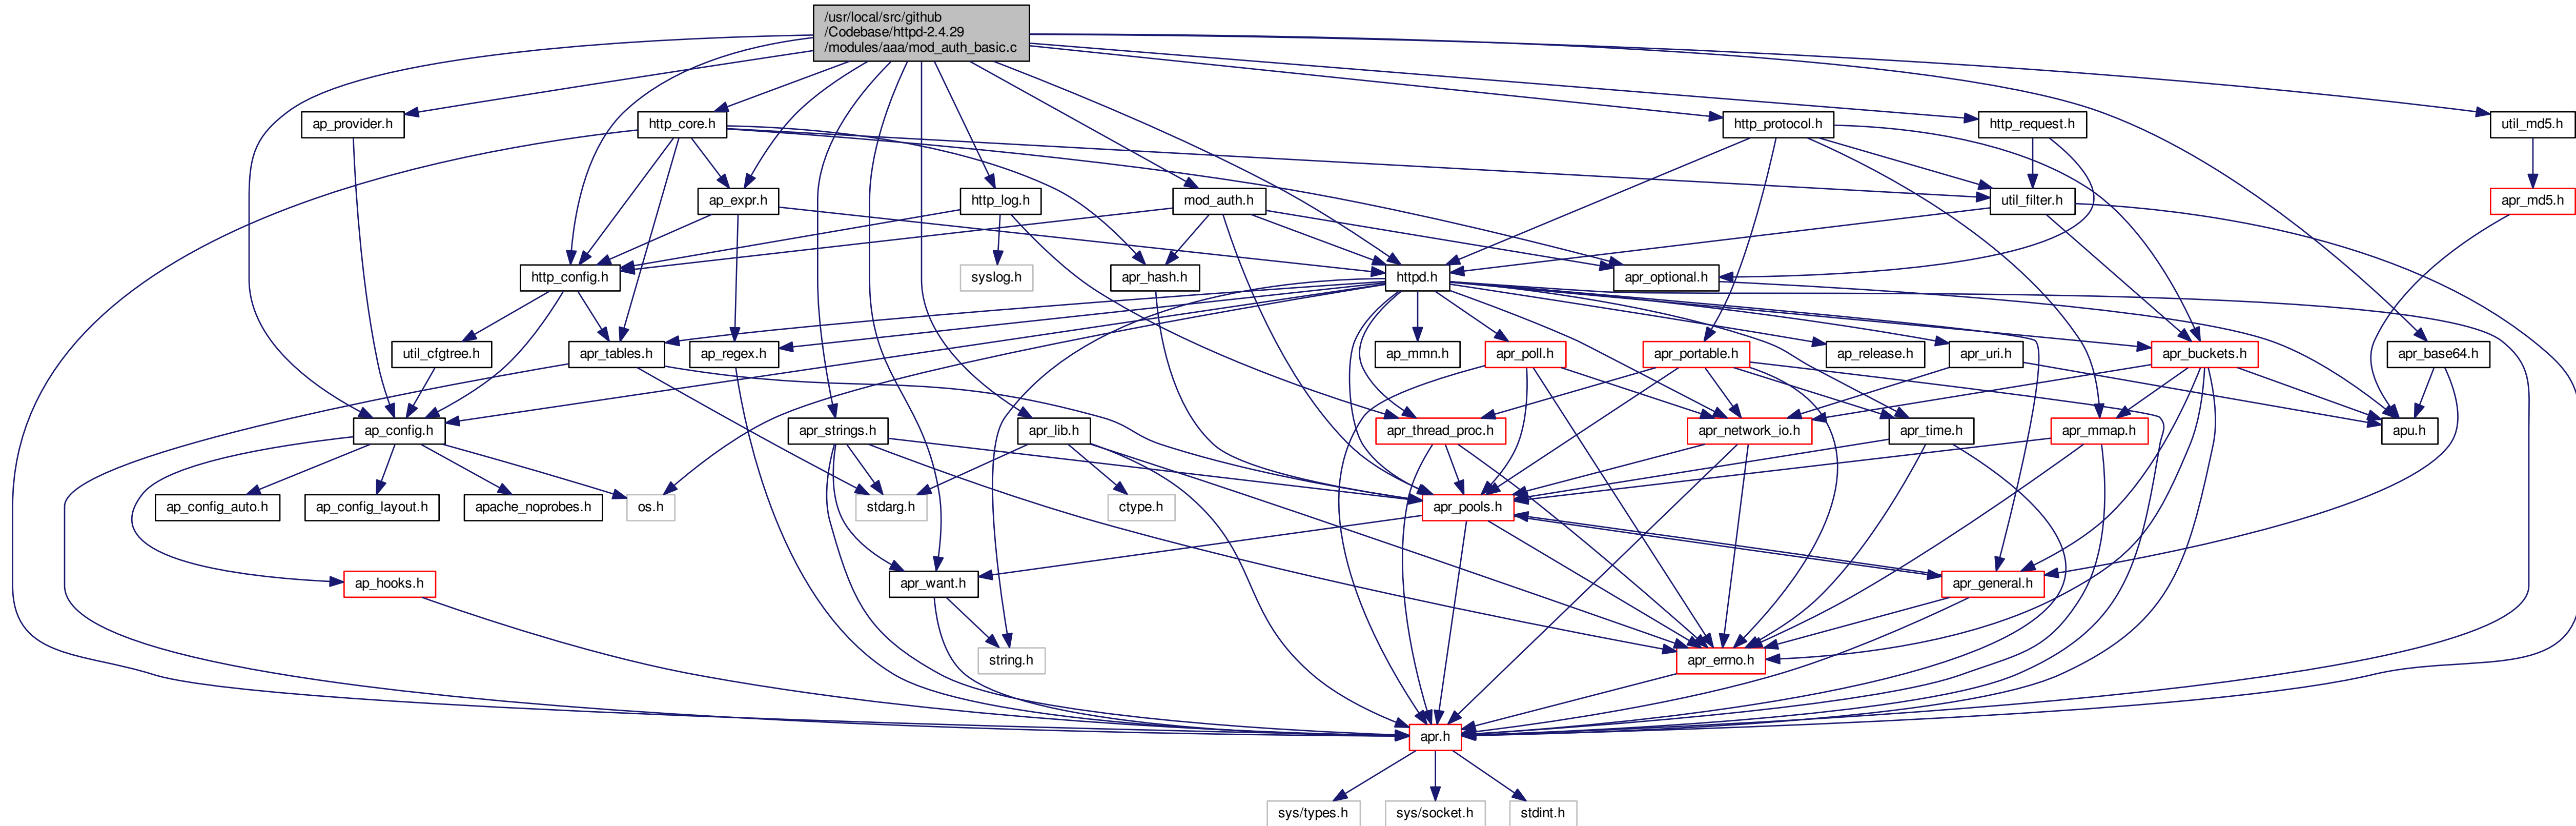 /usr/local/src/github
/Codebase/httpd-2.4.29
/modules/aaa/mod_auth_basic.c
ap_provider.h
http_core.h
http_protocol.h
http_request.h
util_md5.h
ap_expr.h
http_log.h
mod_auth.h
util_filter.h
apr_md5.h
http_config.h
syslog.h
apr_hash.h
httpd.h
apr_optional.h
util_cfgtree.h
apr_tables.h
ap_regex.h
ap_mmn.h
apr_poll.h
apr_portable.h
ap_release.h
apr_uri.h
apr_buckets.h
apr_base64.h
ap_config.h
apr_strings.h
apr_lib.h
apr_thread_proc.h
apr_network_io.h
apr_time.h
apr_mmap.h
apu.h
ap_config_auto.h
ap_config_layout.h
apache_noprobes.h
os.h
stdarg.h
ctype.h
apr_pools.h
ap_hooks.h
apr_want.h
apr_general.h
string.h
apr_errno.h
apr.h
sys/types.h
sys/socket.h
stdint.h